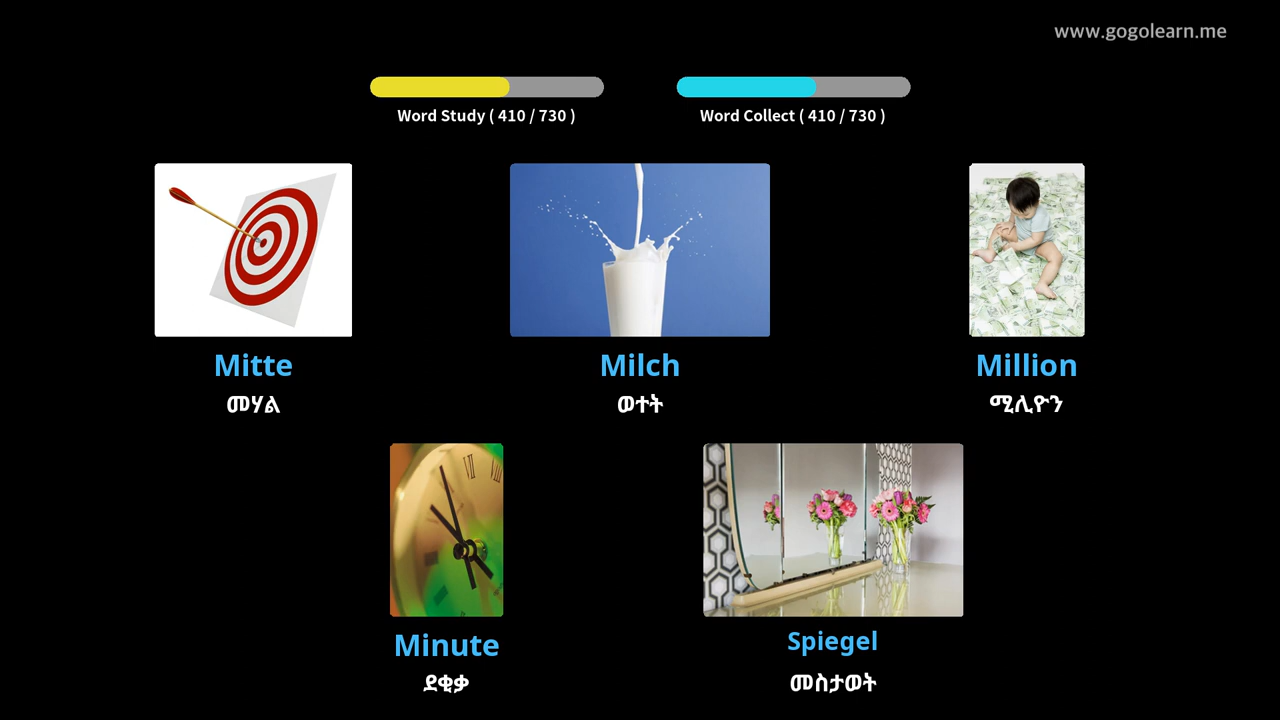 www.gogolearn.me
Word Study ( 410 / 730 )
Word Collect ( 410 / 730 )
Mitte
መሃል
Milch
ወተት
Million
ሚሊዮን
Minute
ደቂቃ
Spiegel
መስታወት